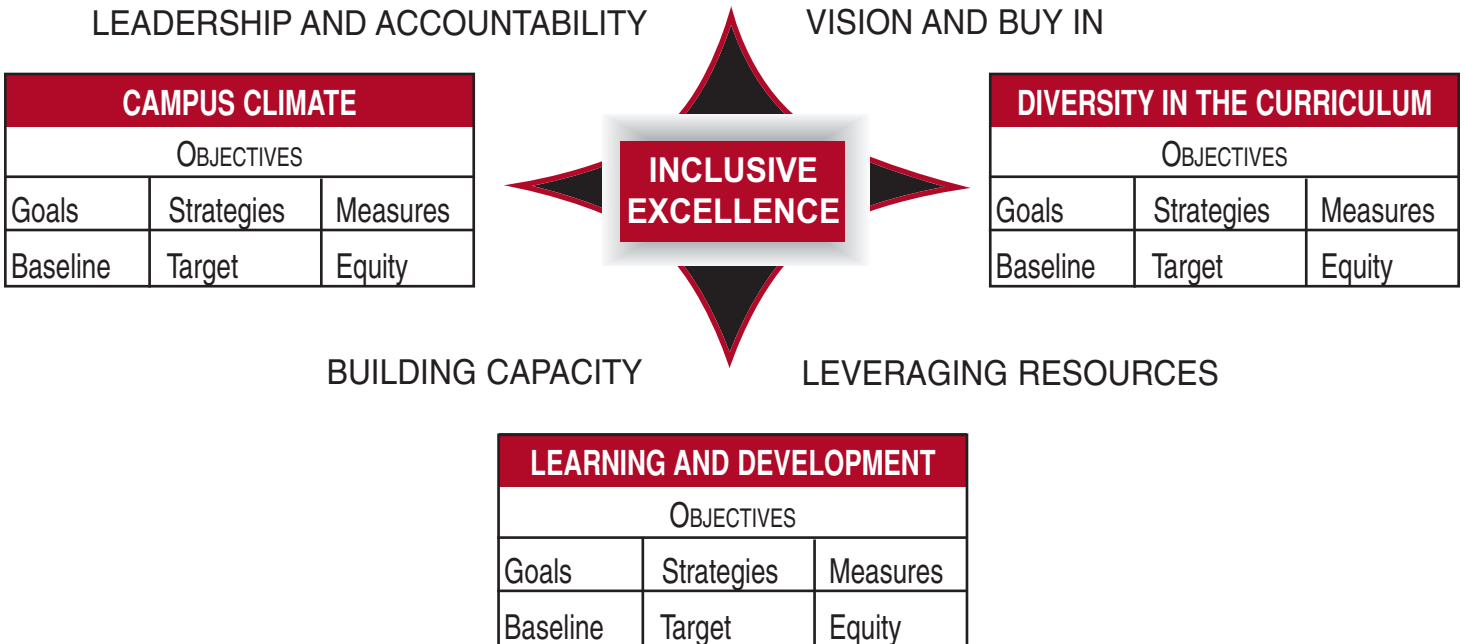 LEADERSHIP AND ACCOUNTABILITY
VISION AND BUY IN
CAMPUS CLIMATE
OBJECTIVES
Goals Strategies Measures
Baseline Target Equity
INCLUSIVE
EXCELLENCE
DIVERSITY IN THE CURRICULUM
OBJECTIVES
Goals Strategies Measures
Baseline Target Equity
BUILDING CAPACITY
LEVERAGING RESOURCES
LEARNING AND DEVELOPMENT
OBJECTIVES
Goals Strategies Measures
Baseline Target Equity